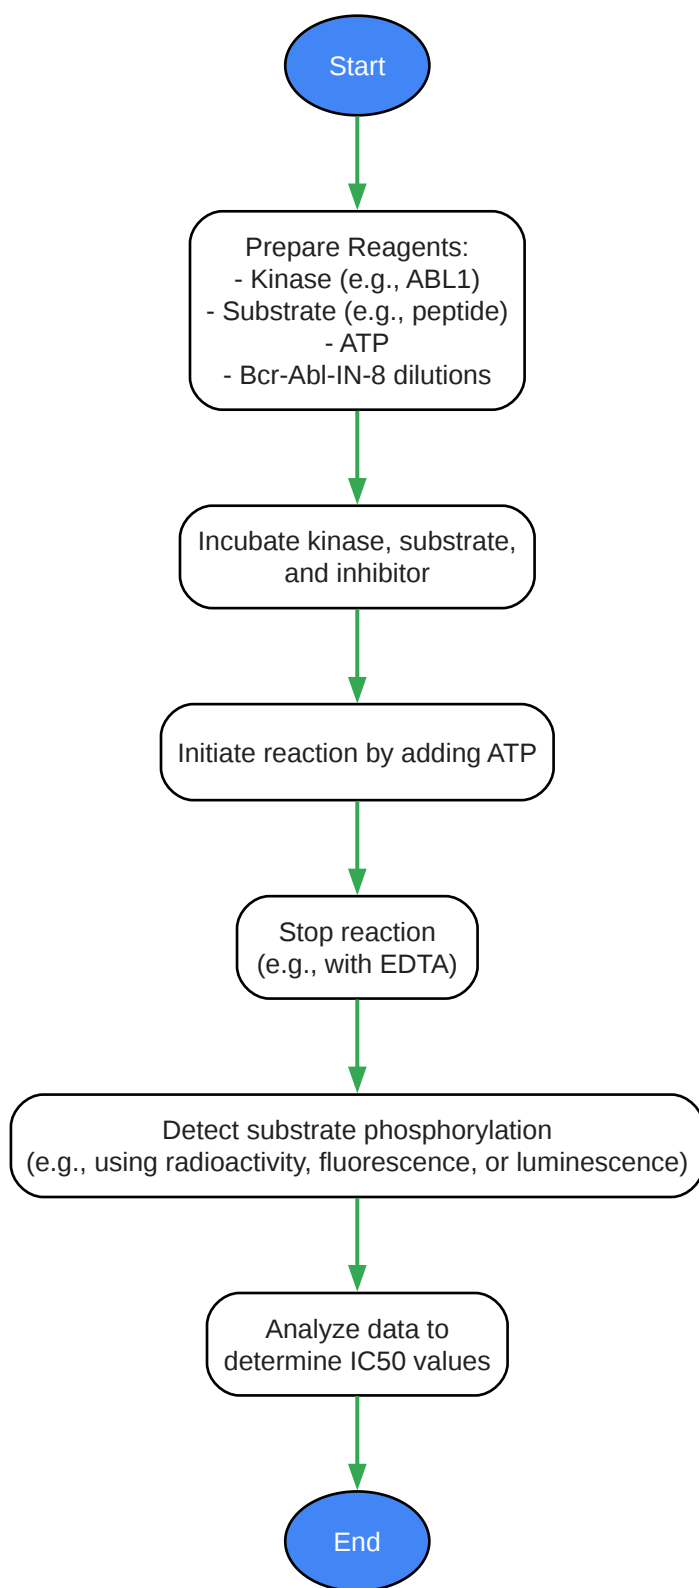 Start
Prepare Reagents:
- Kinase (e.g., ABL1)
- Substrate (e.g., peptide)
- ATP
- Bcr-Abl-IN-8 dilutions
Incubate kinase, substrate,
and inhibitor
Initiate reaction by adding ATP
Stop reaction
(e.g., with EDTA)
Detect substrate phosphorylation
(e.g., using radioactivity, fluorescence, or luminescence)
Analyze data to
determine IC50 values
End